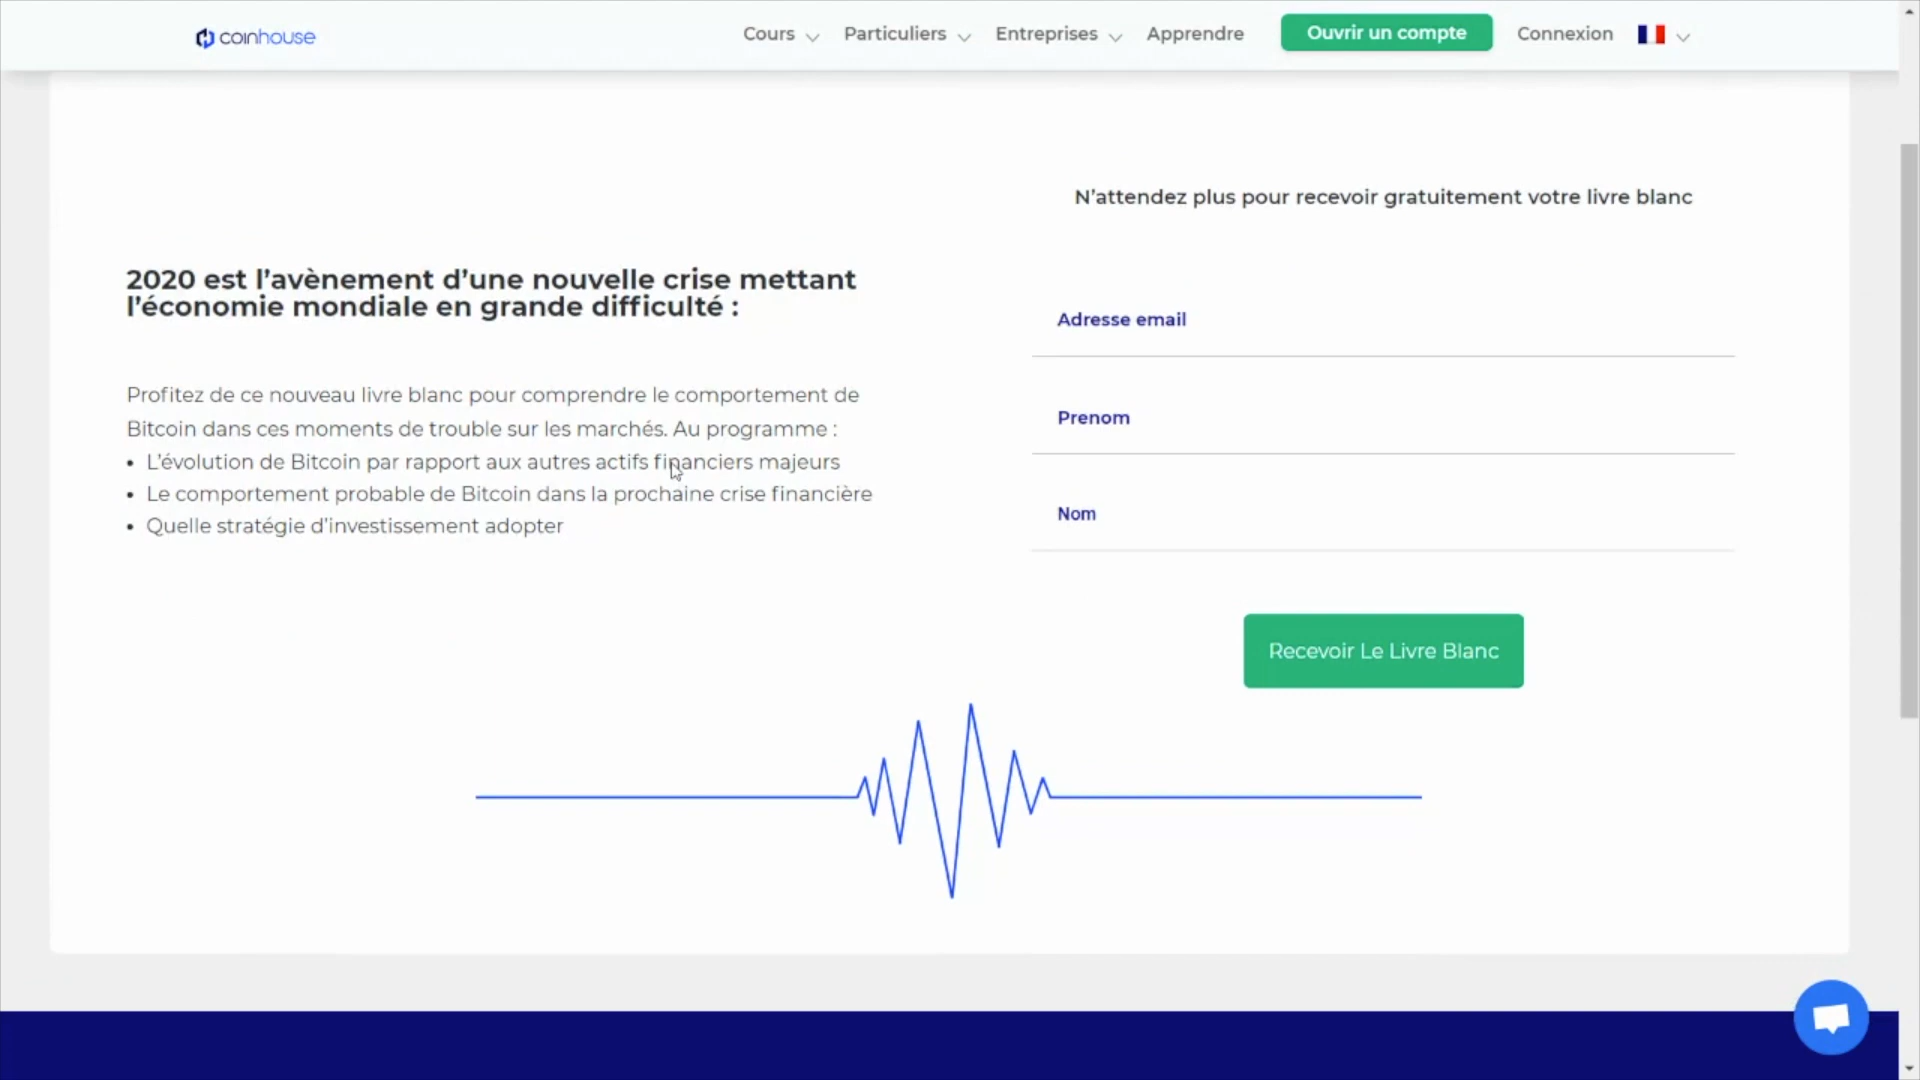 coinhouse
Cours
Particuliers
Entreprises
Apprendre
Ouvrir un compte
Connexion
N’attendez plus pour recevoir gratuitement votre livre blanc
2020 est l’avènement d’une nouvelle crise mettant
l’économie mondiale en grande difficulté :
Profitez de ce nouveau livre blanc pour comprendre le comportement de
Bitcoin dans ces moments de trouble sur les marchés. Au programme :
• L’évolution de Bitcoin par rapport aux autres actifs financiers majeurs
• Le comportement probable de Bitcoin dans la prochaine crise financière
• Quelle stratégie d’investissement adopter
Adresse email
Prenom
Nom
Recevoir Le Livre Blanc